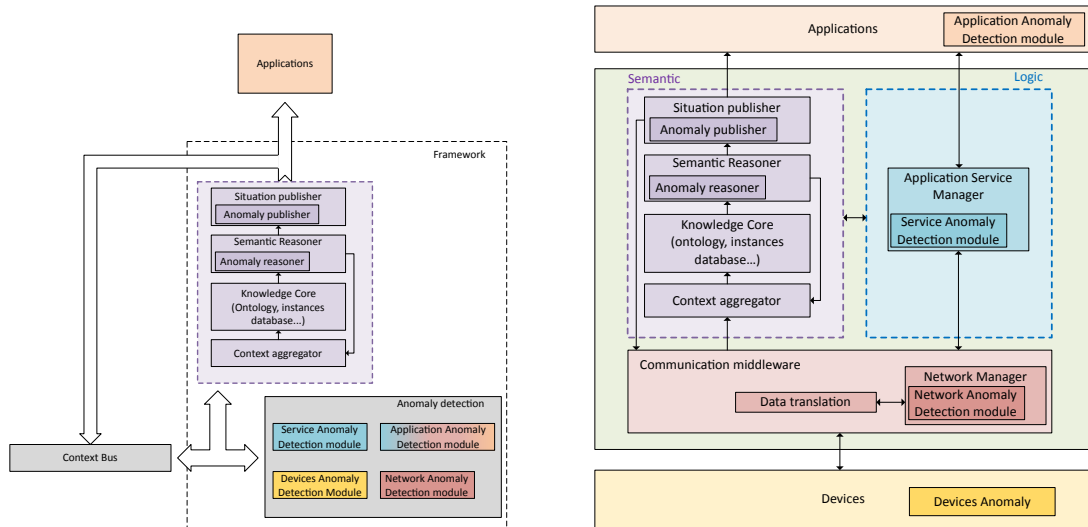 Applications
Framework
Situation publisher
Anomaly publisher
Semantic Reasoner
Anomaly reasoner
Knowledge Core
(Ontology, instances
database...)
Context aggregator
Anomaly detection
Service Anomaly
Detection module
Application Anomaly
Detection module
Devices Anomaly
Detection Module
Network Anomaly
Detection module
Context Bus
Applications
Application Anomaly
Detection module
Semantic
Logic
Situation publisher
Anomaly publisher
Semantic Reasoner
Anomaly reasoner
Knowledge Core
(ontology, instances
database...)
Context aggregator
Application Service
Manager
Service Anomaly
Detection module
Communication middleware
Data translation
Network Manager
Network Anomaly
Detection module
Devices
Devices Anomaly